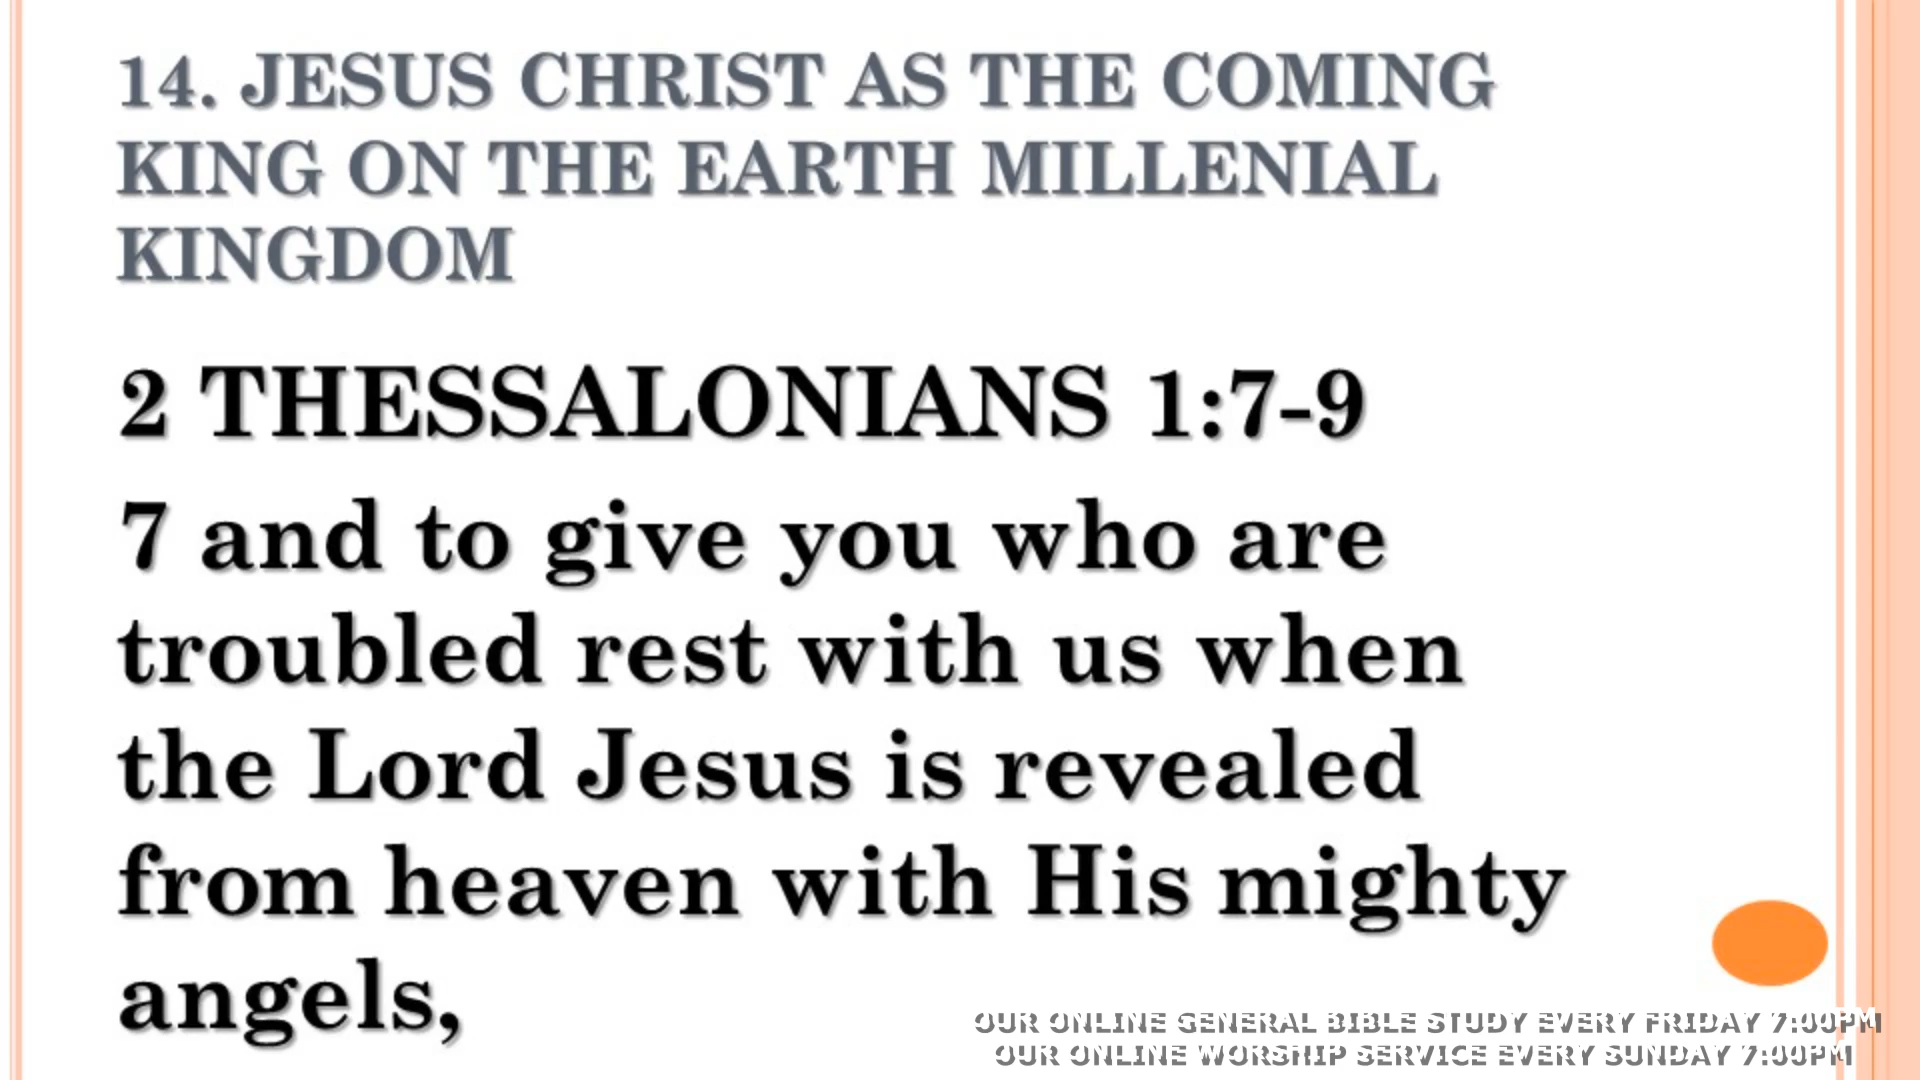 14. JESUS CHRIST AS THE COMING
KING ON THE EARTH MILLENIAL
KINGDOM
2 THESSALONIANS 1:7-9
7 and to give you who are
troubled rest with us when
the Lord Jesus is revealed
from heaven with His mighty
angels,
OUR ONLINE GENERAL BIBLE STUDY EVERY FRIDAY 7:00PM
OUR ONLINE WORSHIP SERVICE EVERY SUNDAY 7:00PM